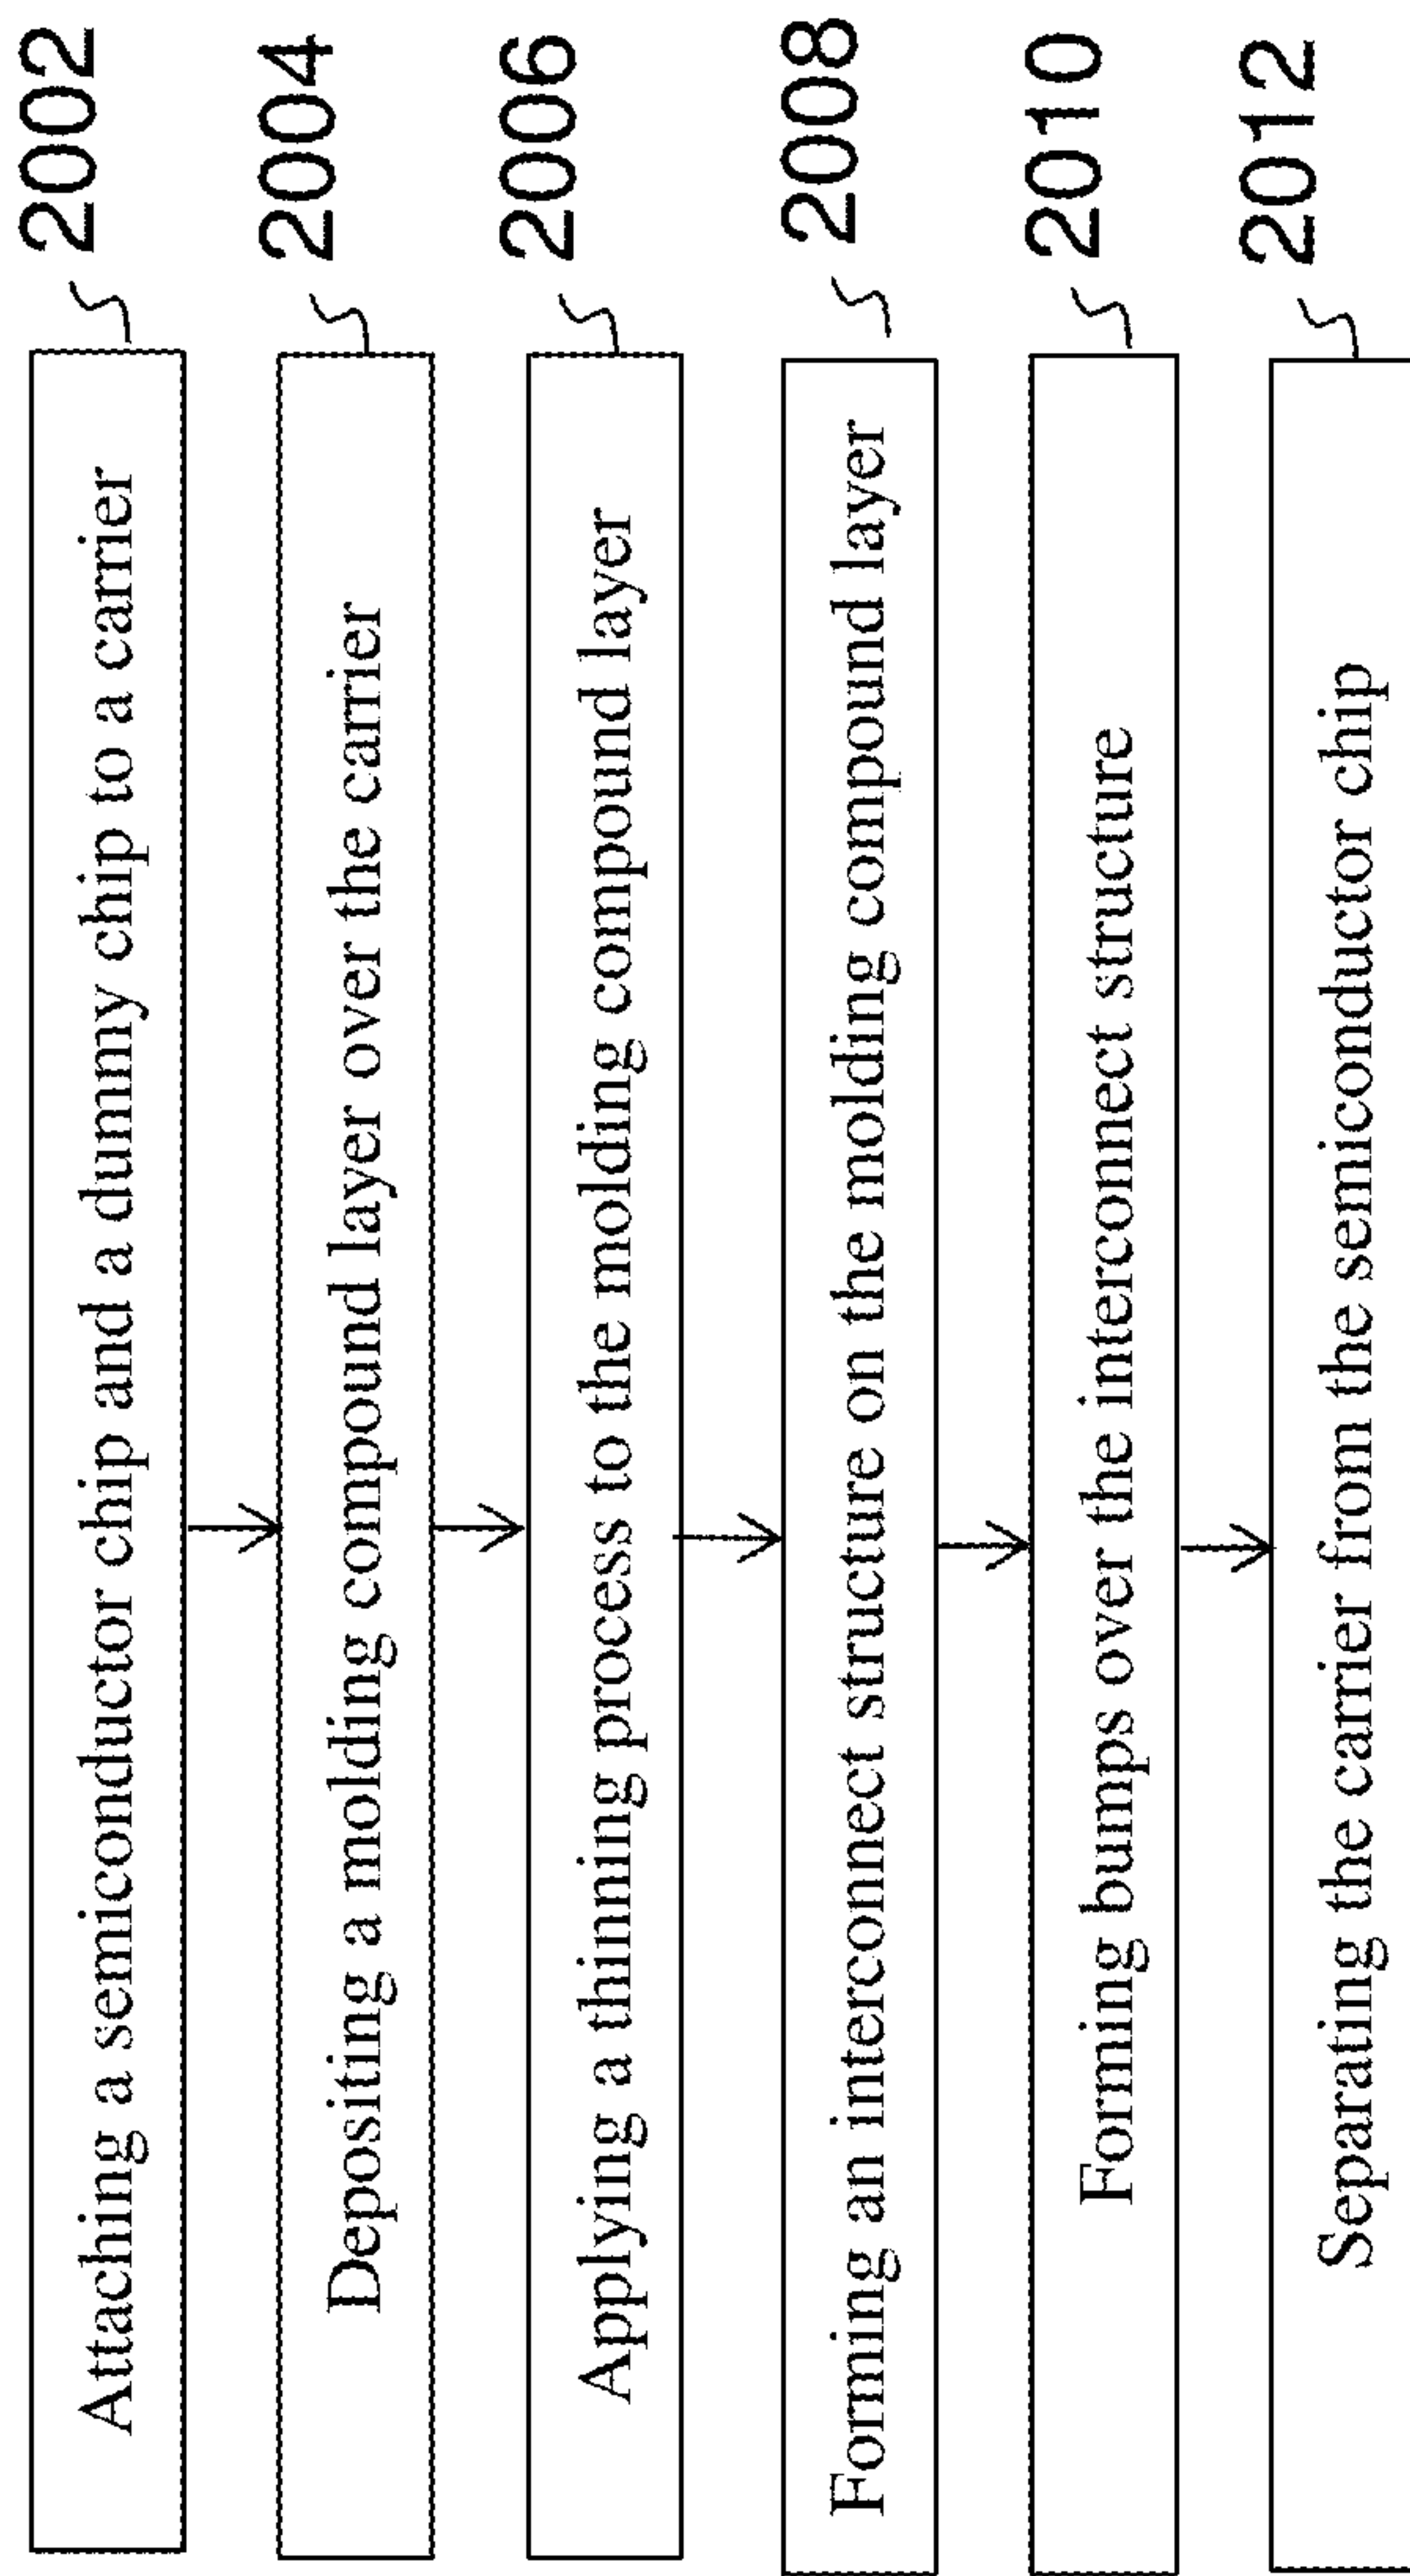 Attaching a semiconductor chip and a dummy chip to a carrier
2002
Depositing a molding compound layer over the carrier
2004
Applying a thinning process to the molding compound layer
2006
Forming an interconnect structure on the molding compound layer
2008
Forming bumps over the interconnect structure
2010
Separating the carrier from the semiconductor chip
2012